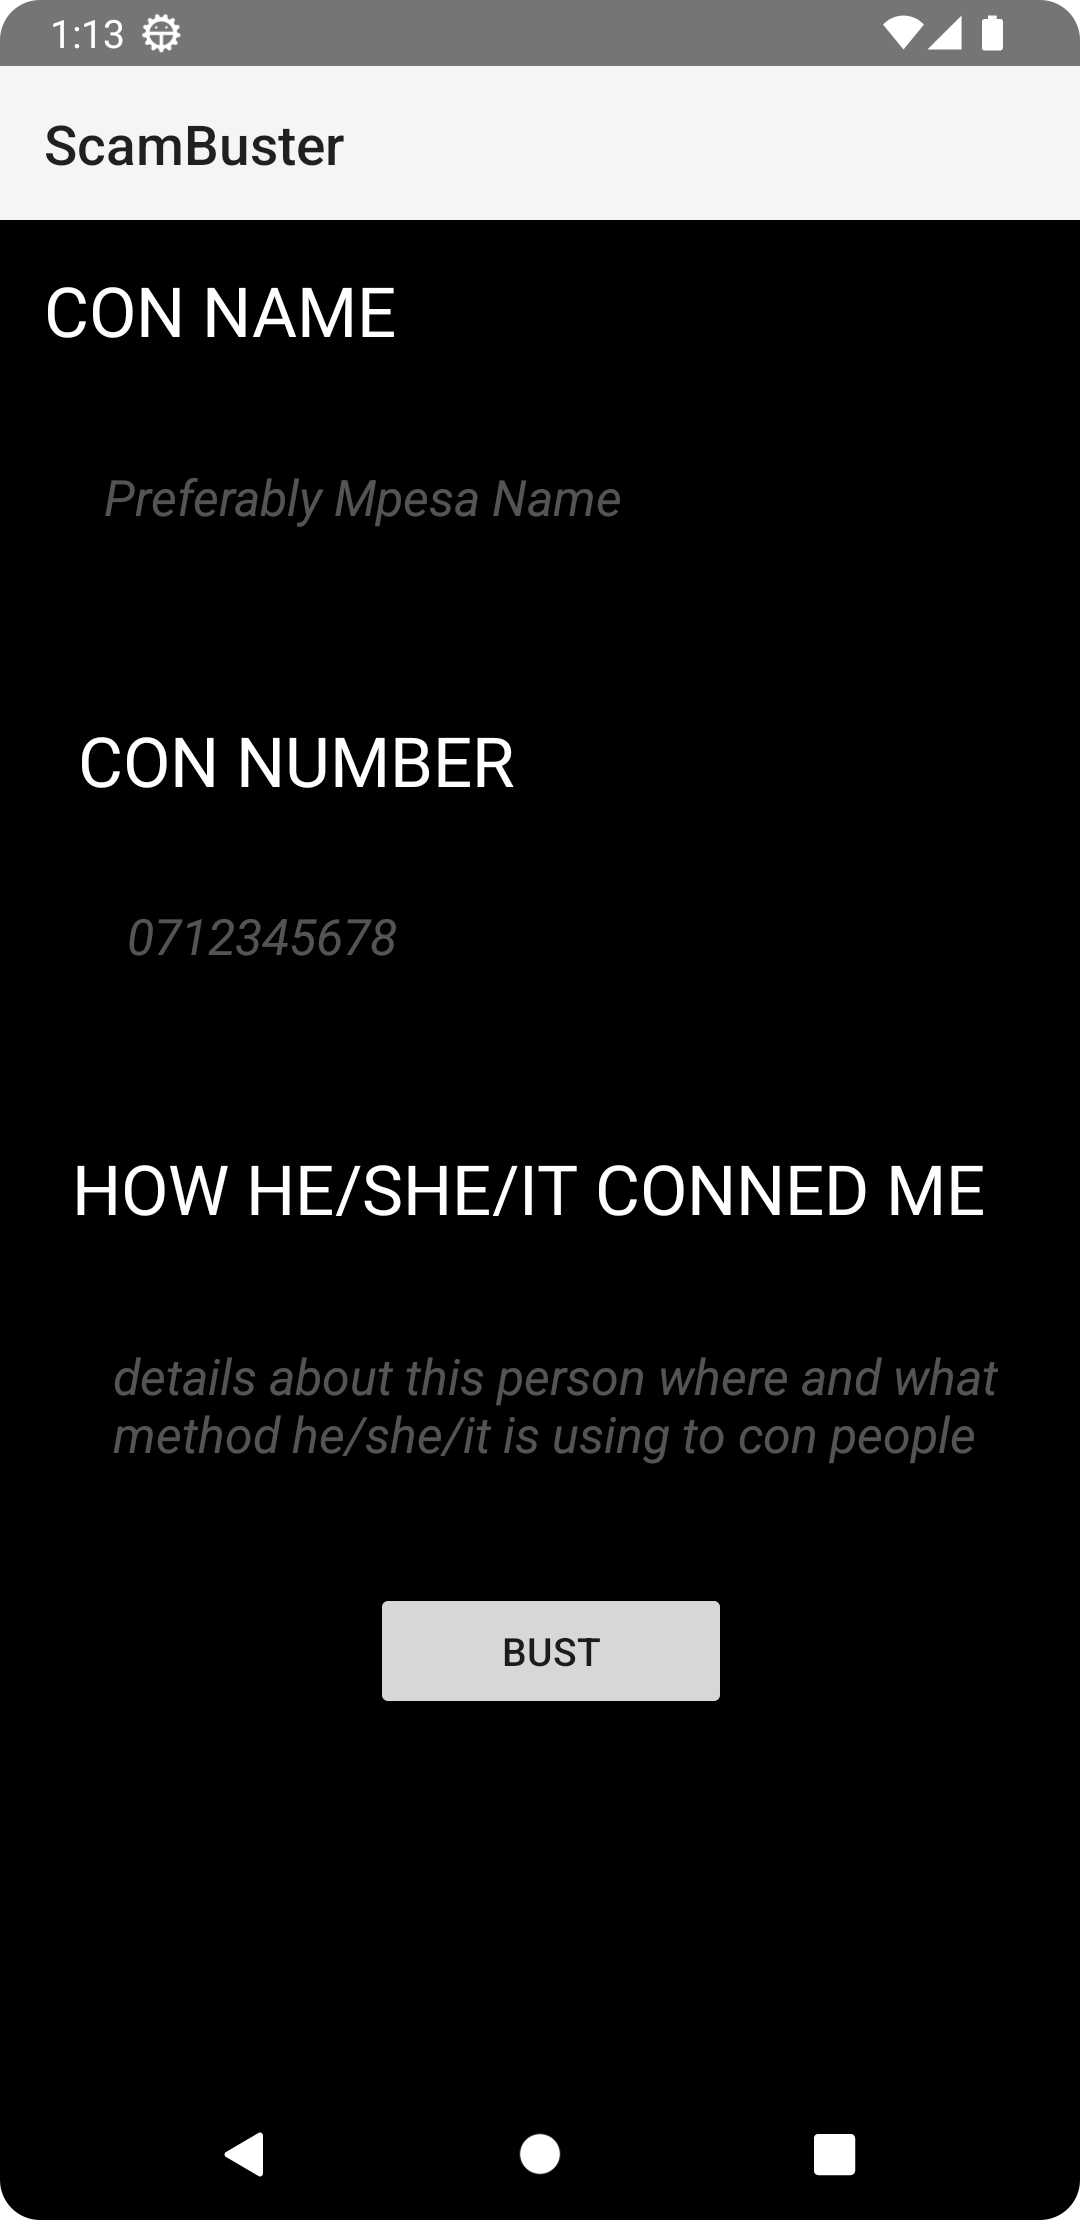 1:13
ScamBuster
CON NAME
Preferably Mpesa Name
CON NUMBER
0712345678
HOW HE/SHE/IT CONNED ME
details about this person where and what
method he/she/it is using to con people
BUST